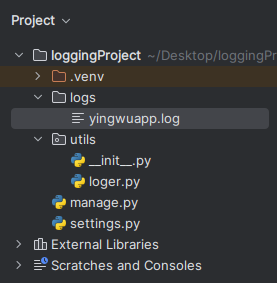 Project
loggingProject ~/Desktop/loggingPr
.venv
logs
yingwuapp.log
utils
__init__.py
loger.py
manage.py
settings.py
External Libraries
Scratches and Consoles